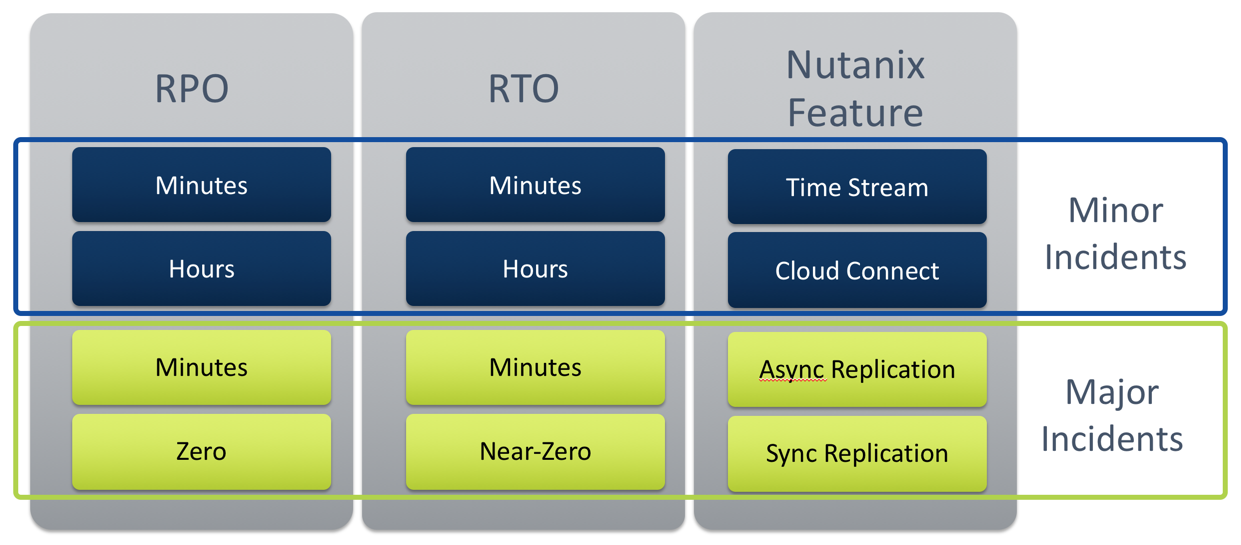 RPO
RTO
Nutanix
Feature
Minutes
Minutes
Time Stream
Hours
Hours
Cloud Connect
Minor
Incidents
Minutes
Minutes
Async Replication
Zero
Near-Zero
Sync Replication
Major
Incidents